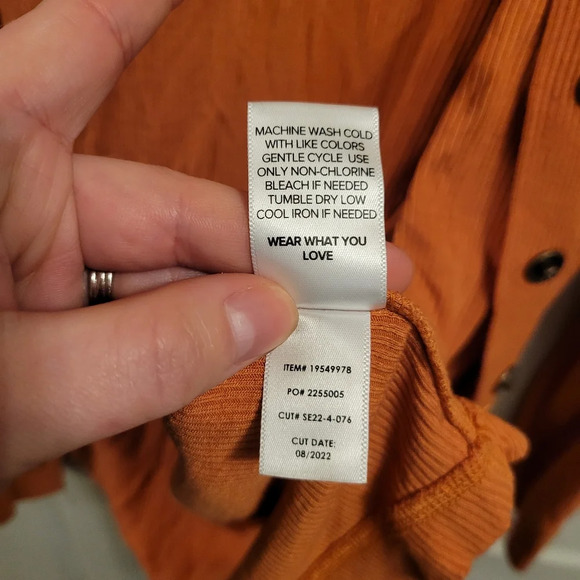 MACHINE WASH COLD
WITH LIKE COLORS
GENTLE CYCLE USE
ONLY NON-CHLORINE
BLEACH IF NEEDED
TUMBLE DRY LOW
COOL IRON IF NEEDED
WEAR WHAT YOU
LOVE
ITEM# 19549978
PO# 2255005
CUT# SE22-4-076
CUT DATE:
08/2022